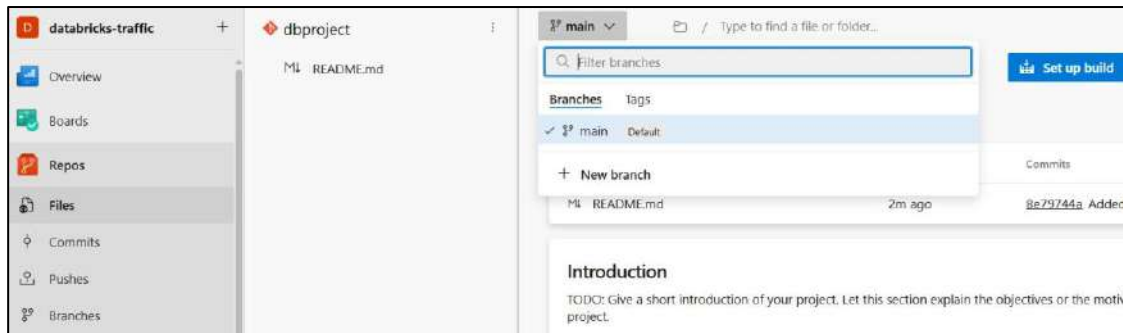 D databricks-traffic +
Overview
Boards
Repos
Files
Commits
Pushes
Branches
dbproject
M↓ README.md
main / Type to find a file or folder...
Filter branches
Set up build
Branches Tags
✓ main Default
+ New branch
Commits
M↓ README.md 2m ago 8e79744a Added
Introduction
TODO: Give a short introduction of your project. Let this section explain the objectives or the motiv
project.